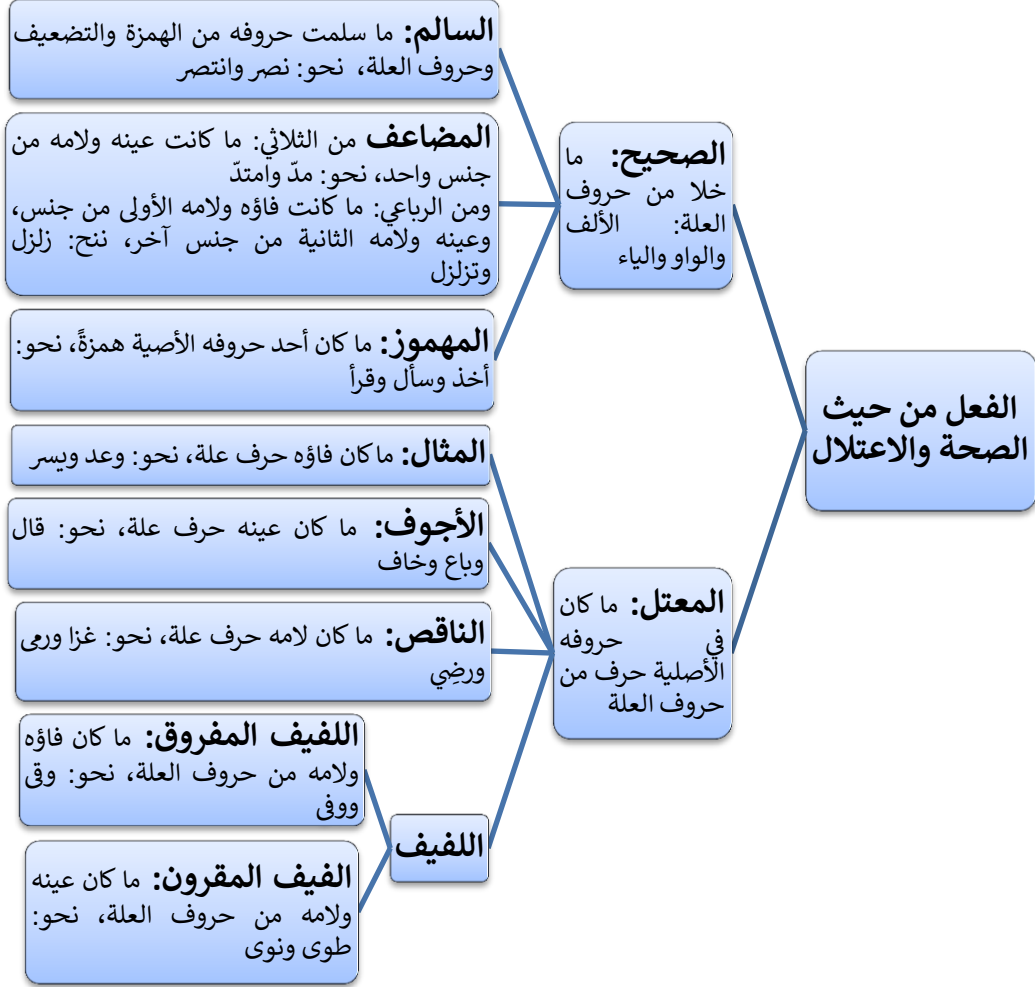 الفعل من حيث
الصحة والاعتلال
الصحيح: ما
خلا من حروف
العلة: الألف
والواو والياء
السالم: ما سلمت حروفه من الهمزة والتضعيف
وحروف العلة، نحو: نصر وانتصر
المضاعف من الثلاثي: ما كانت عينه ولامه من
جنس واحد، نحو: مدّ وامتدّ
ومن الرباعي: ما كانت فاؤه ولامه الأولى من جنس،
وعينه ولامه الثانية من جنس آخر، ننح: زلزل
وتزلزل
المهموز: ما كان أحد حروفه الأصية همزةً، نحو:
أخذ وسأل وقرأ
المعتل: ما كان
في حروفه
الأصلية حرف من
حروف العلة
المثال: ما كان فاؤه حرف علة، نحو: وعد ويسر
الأجوف: ما كان عينه حرف علة، نحو: قال
وباع وخاف
الناقص: ما كان لامه حرف علة، نحو: غزا ورمى
ورضِي
اللفيف
اللفيف المفروق: ما كان فاؤه
ولامه من حروف العلة، نحو: وقى
ووفى
الفيف المقرون: ما كان عينه
ولامه من حروف العلة، نحو:
طوى ونوى